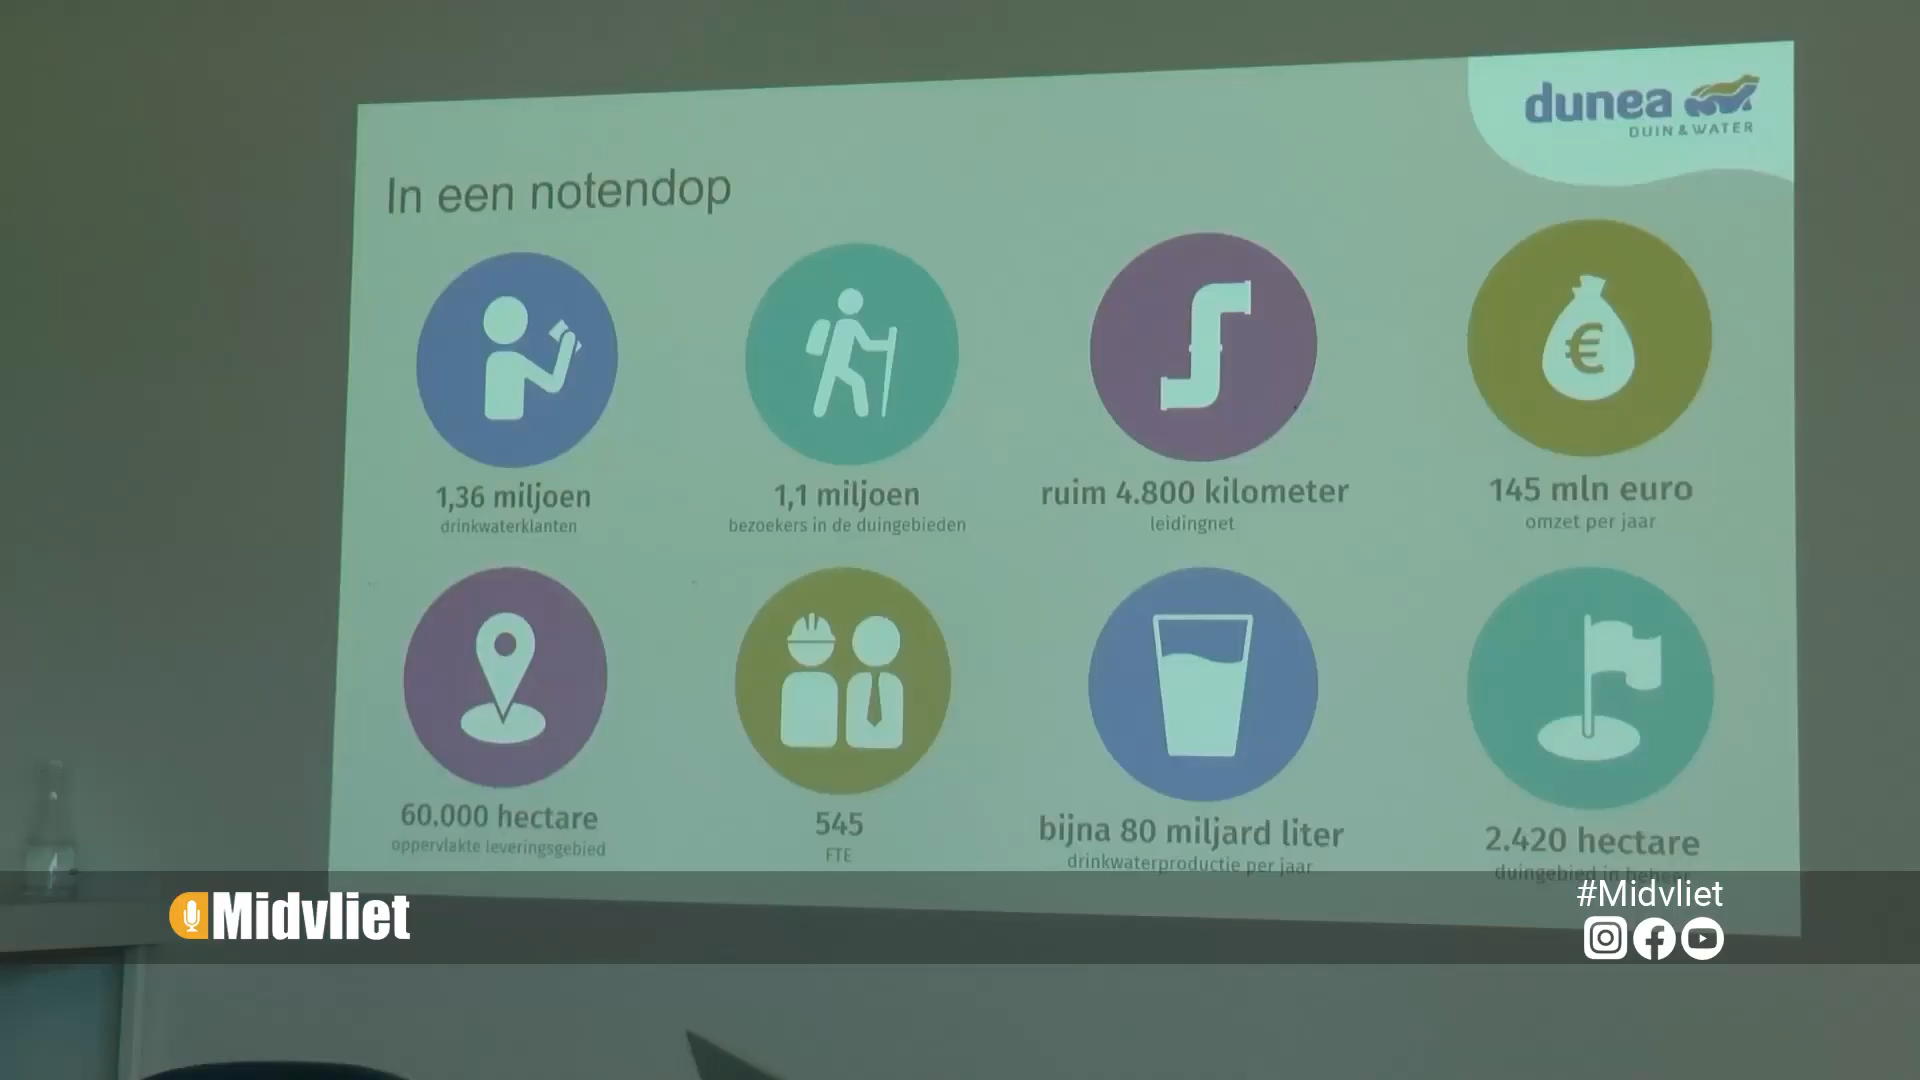 dunea
DUIN & WATER
In een notendop
1,36 miljoen
drinkwaterklanten
1,1 miljoen
bezoekers in de duingebieden
ruim 4.800 kilometer
leidingnet
€
145 mln euro
omzet per jaar
60.000 hectare
oppervlakte leveringsgebied
545
FTE
bijna 80 miljard liter
drinkwaterproductie per jaar
2.420 hectare
duingebied in beheer
Midvliet
#Midvliet